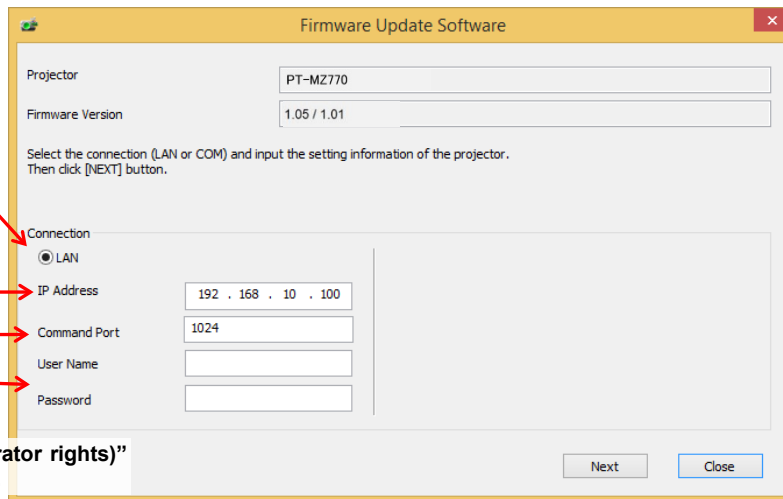 Firmware Update Software
Projector
PT-MZ770
Firmware Version
1.05 / 1.01
Select the connection (LAN or COM) and input the setting information of the projector.
Then click [NEXT] button.
Connection
LAN
IP Address
192 . 168 . 10 . 100
Command Port
1024
User Name
Password
rator rights)”
Next
Close